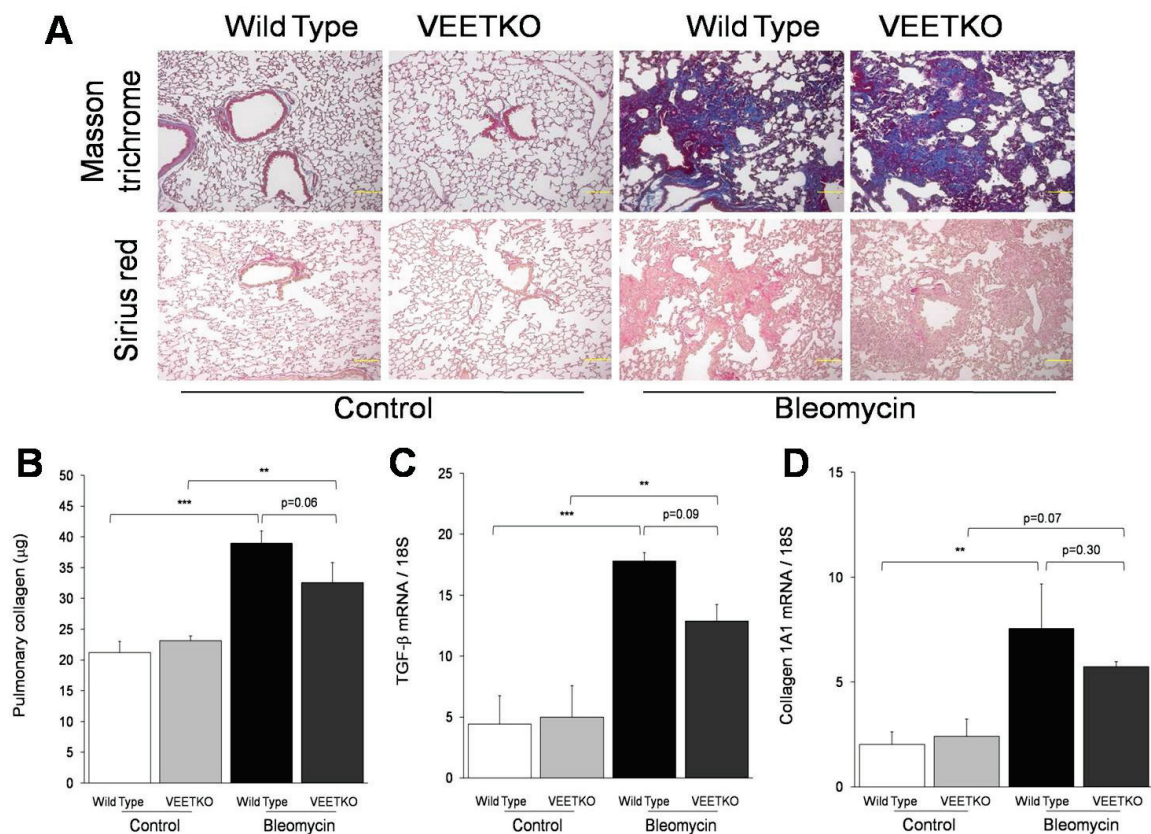 A
Wild Type VEETKO Wild Type VEETKO
Masson
trichrome
Sirius red
Control Bleomycin
B
Pulmonary collagen (µg)
50
45
40
35
30
25
20
15
10
5
0
**
***
p=0.06
Wild Type VEETKO Wild Type VEETKO
Control Bleomycin
C
TGF-β mRNA / 18S
25
20
15
10
5
0
**
***
p=0.09
Wild Type VEETKO Wild Type VEETKO
Control Bleomycin
D
Collagen 1A1 mRNA / 18S
15
10
5
0
p=0.07
**
p=0.30
Wild Type VEETKO Wild Type VEETKO
Control Bleomycin